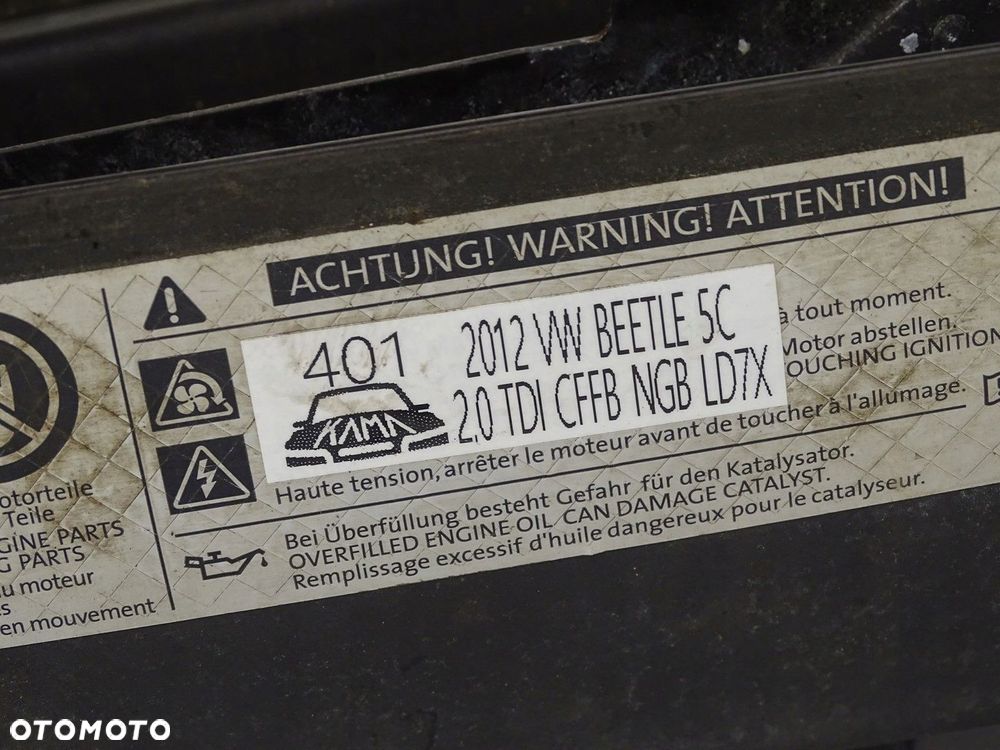 ACHTUNG! WARNING! ATTENTION!
401
KAMA
2012 VW BEETLE 5C
2,0 TDI CFFB NGB LD7X
à tout moment.
Motor abstellen.
OUCHING IGNITION
Haute tension, arrêter le moteur avant de toucher à l'allumage.
Bei Überfüllung besteht Gefahr für den Katalysator.
OVERFILLED ENGINE OIL CAN DAMAGE CATALYST.
Remplissage excessif d'huile dangereux pour le catalyseur.
otorteile
Teile
GINE PARTS
G PARTS
u moteur
s
en mouvement
OTOMOTO